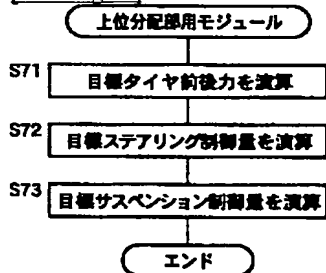 上位分配部用モジュール
S71
目標タイヤ前後力を演算
S72
目標ステアリング制御量を演算
S73
目標サスペンション制御量を演算
エンド